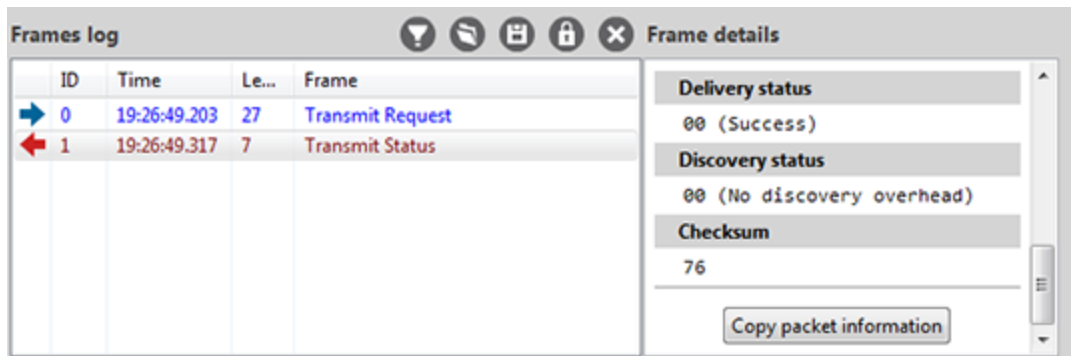 Frames log
ID Time Le... Frame
0 19:26:49.203 27 Transmit Request
1 19:26:49.317 7 Transmit Status
Frame details
Delivery status
00 (Success)
Discovery status
00 (No discovery overhead)
Checksum
76
Copy packet information